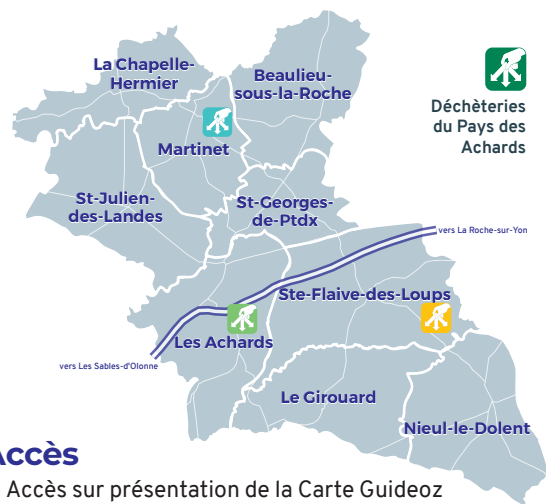 La Chapelle-
Hermier
Beaulieu-
sous-la-Roche
Déchèteries
du Pays des
Achards
Martinet
St-Julien-
des-Landes
St-Georges-
de-Ptdx
vers La Roche-sur-Yon
Ste-Flaive-des-Loups
Les Achards
vers Les Sables-d'Olonne
Le Girouard
Nieul-le-Dolent
Accès
Accès sur présentation de la Carte Guideoz